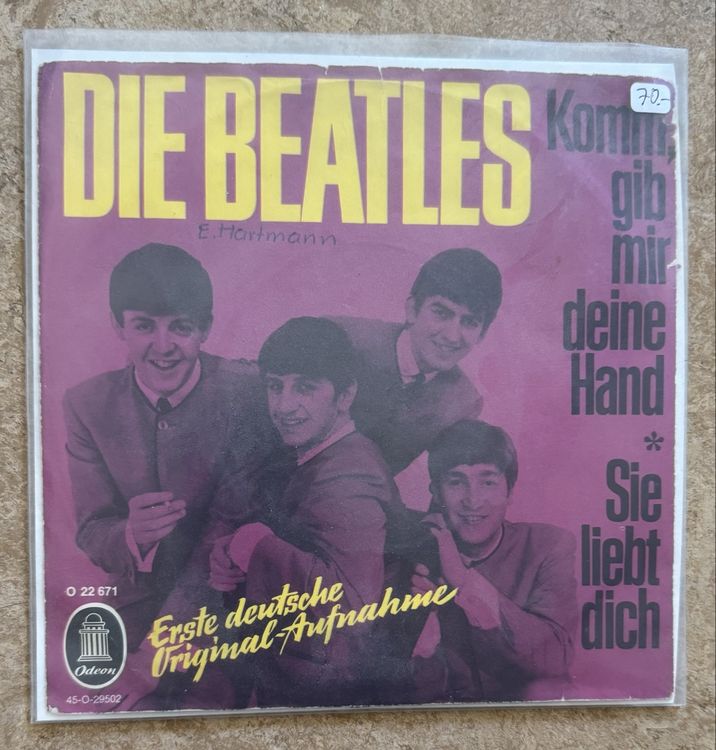 DIE BEATLES
70.-
E. Hartmann
Komm,
gib
mir
deine
Hand
*
Sie
liebt
dich
O 22 671
Erste deutsche
Original-Aufnahme
Odeon
45-O-29502